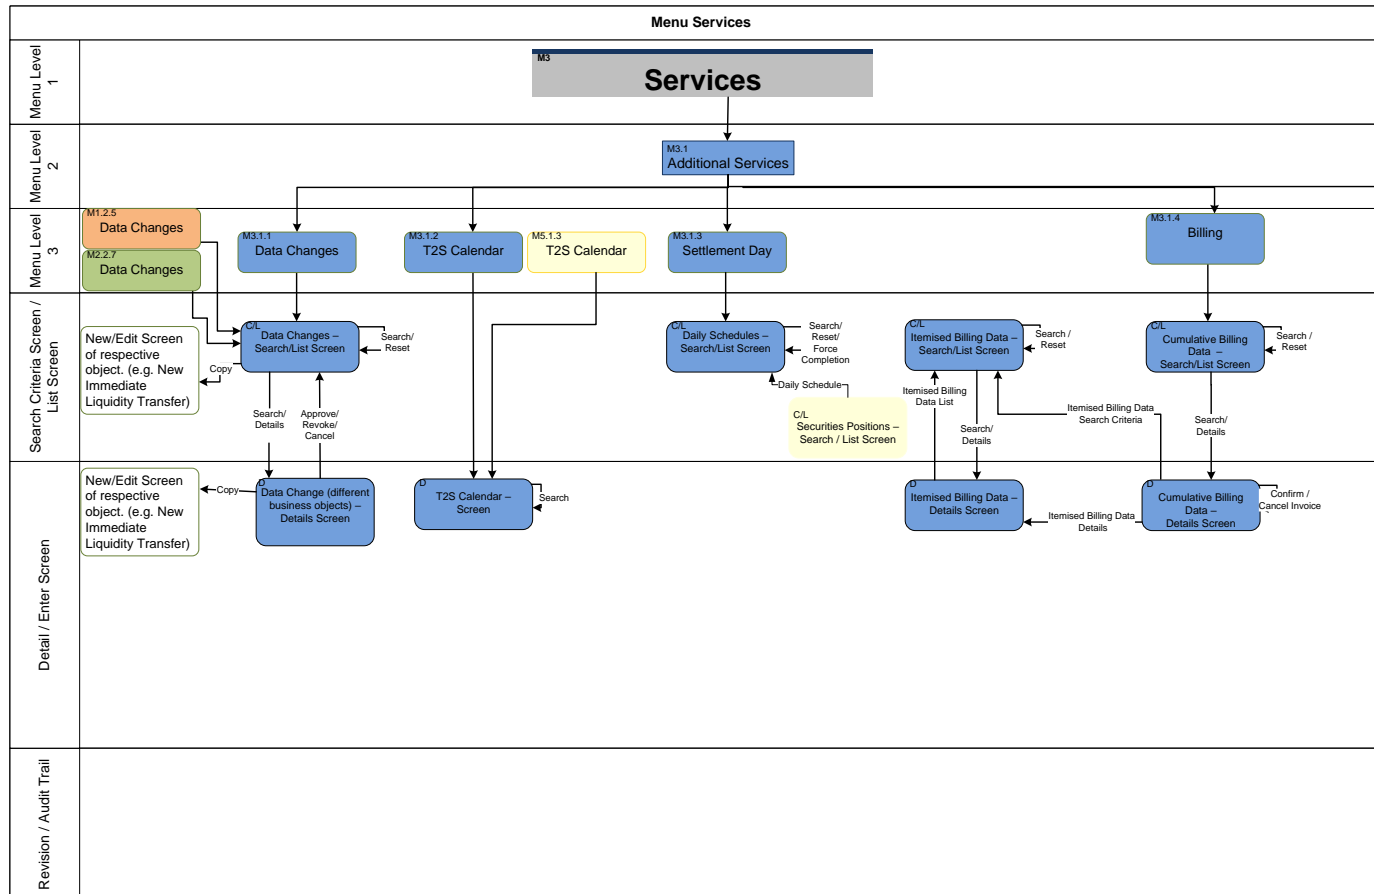 Menu Services
Menu Level
1
M3
Services
Menu Level
2
M3.1
Additional Services
Menu Level
3
M1.2.5
Data Changes
M2.2.7
Data Changes
M3.1.1
Data Changes
M3.1.2
T2S Calendar
M5.1.3
T2S Calendar
M3.1.3
Settlement Day
M3.1.4
Billing
Search Criteria Screen /
List Screen
New/Edit Screen
of respective
object. (e.g. New
Immediate
Liquidity Transfer)
Copy
C/L
Data Changes –
Search/List Screen
Search/
Reset
Search/
Details
Approve/
Revoke/
Cancel
C/L
Daily Schedules –
Search/List Screen
Search/
Reset/
Force
Completion
Daily Schedule
C/L
Securities Positions –
Search / List Screen
C/L
Itemised Billing Data –
Search/List Screen
Search /
Reset
Itemised Billing
Data List
Search/
Details
Itemised Billing Data
Search Criteria
C/L
Cumulative Billing
Data –
Search/List Screen
Search /
Reset
Search/
Details
Detail / Enter Screen
New/Edit Screen
of respective
object. (e.g. New
Immediate
Liquidity Transfer)
Copy
D
Data Change (different
business objects) –
Details Screen
D
T2S Calendar –
Screen
Search
D
Itemised Billing Data –
Details Screen
Itemised Billing Data
Details
D
Cumulative Billing
Data –
Details Screen
Confirm /
Cancel Invoice
Revision / Audit Trail